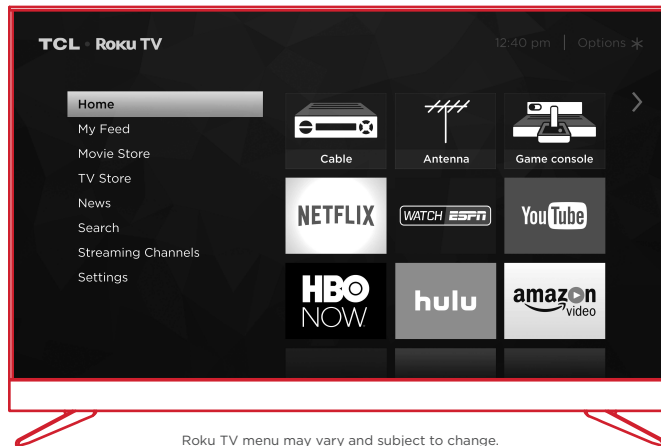 TCL · Roku TV
12:40 pm | Options
Home
My Feed
Movie Store
TV Store
News
Search
Streaming Channels
Settings
Cable
Antenna
Game console
NETFLIX
WATCH ESPN
YouTube
HBO
NOW
hulu
amazon
video
Roku TV menu may vary and subject to change.